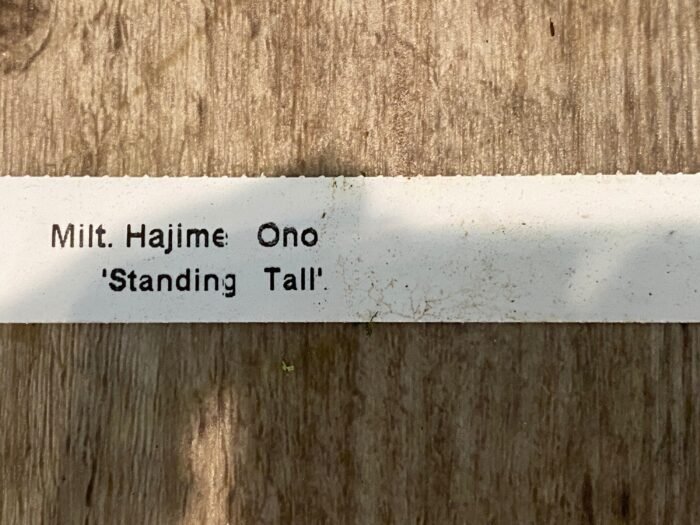 Milt. Hajime Ono
'Standing Tall'.